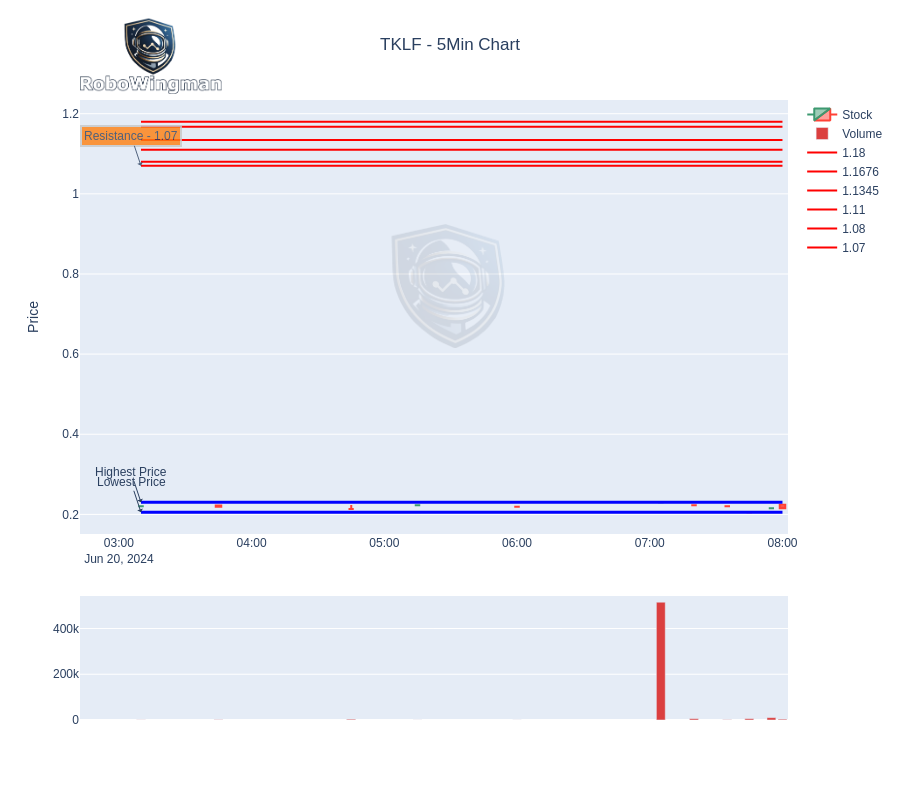 TKLF - 5Min Chart
RoboWingman
1.2
1
0.8
0.6
0.4
0.2
Price
Resistance - 1.07
Highest Price
Lowest Price
03:00
04:00
05:00
06:00
07:00
08:00
Jun 20, 2024
400k
200k
0
Stock
Volume
1.18
1.1676
1.1345
1.11
1.08
1.07